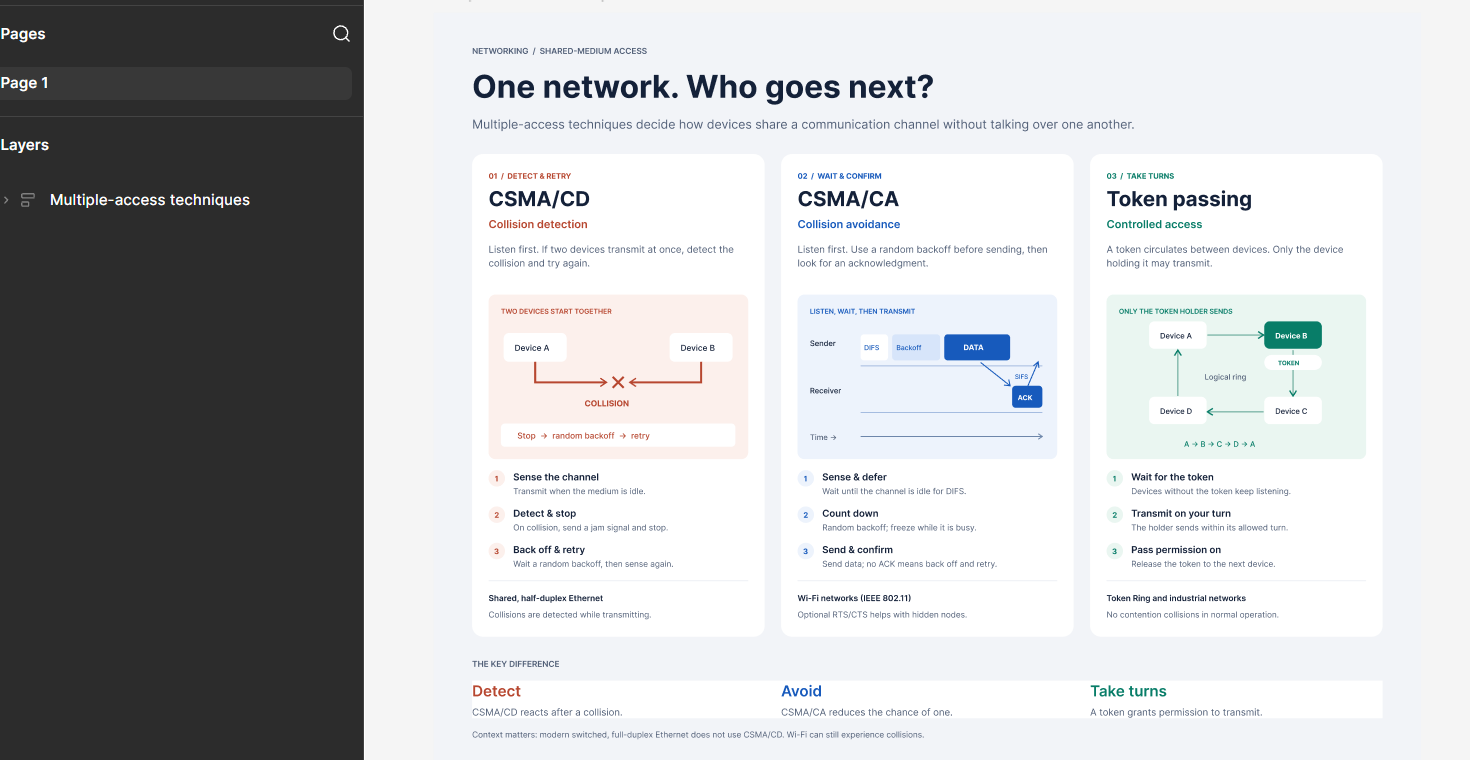 Pages
Page 1
Layers
Multiple-access techniques
NETWORKING / SHARED-MEDIUM ACCESS
One network. Who goes next?
Multiple-access techniques decide how devices share a communication channel without talking over one another.
01 / DETECT & RETRY
CSMA/CD
Collision detection
Listen first. If two devices transmit at once, detect the
collision and try again.
TWO DEVICES START TOGETHER
Device A
Device B
COLLISION
Stop → random backoff → retry
1
Sense the channel
Transmit when the medium is idle.
2
Detect & stop
On collision, send a jam signal and stop.
3
Back off & retry
Wait a random backoff, then sense again.
Shared, half-duplex Ethernet
Collisions are detected while transmitting.
02 / WAIT & CONFIRM
CSMA/CA
Collision avoidance
Listen first. Use a random backoff before sending, then
look for an acknowledgment.
LISTEN, WAIT, THEN TRANSMIT
Sender
DIFS
Backoff
DATA
SIFS
Receiver
ACK
Time →
1
Sense & defer
Wait until the channel is idle for DIFS.
2
Count down
Random backoff; freeze while it is busy.
3
Send & confirm
Send data; no ACK means back off and retry.
Wi-Fi networks (IEEE 802.11)
Optional RTS/CTS helps with hidden nodes.
03 / TAKE TURNS
Token passing
Controlled access
A token circulates between devices. Only the device
holding it may transmit.
ONLY THE TOKEN HOLDER SENDS
Device A
Device B
TOKEN
Logical ring
Device D
Device C
A → B → C → D → A
1
Wait for the token
Devices without the token keep listening.
2
Transmit on your turn
The holder sends within its allowed turn.
3
Pass permission on
Release the token to the next device.
Token Ring and industrial networks
No contention collisions in normal operation.
THE KEY DIFFERENCE
Detect
CSMA/CD reacts after a collision.
Avoid
CSMA/CA reduces the chance of one.
Take turns
A token grants permission to transmit.
Context matters: modern switched, full-duplex Ethernet does not use CSMA/CD. Wi-Fi can still experience collisions.